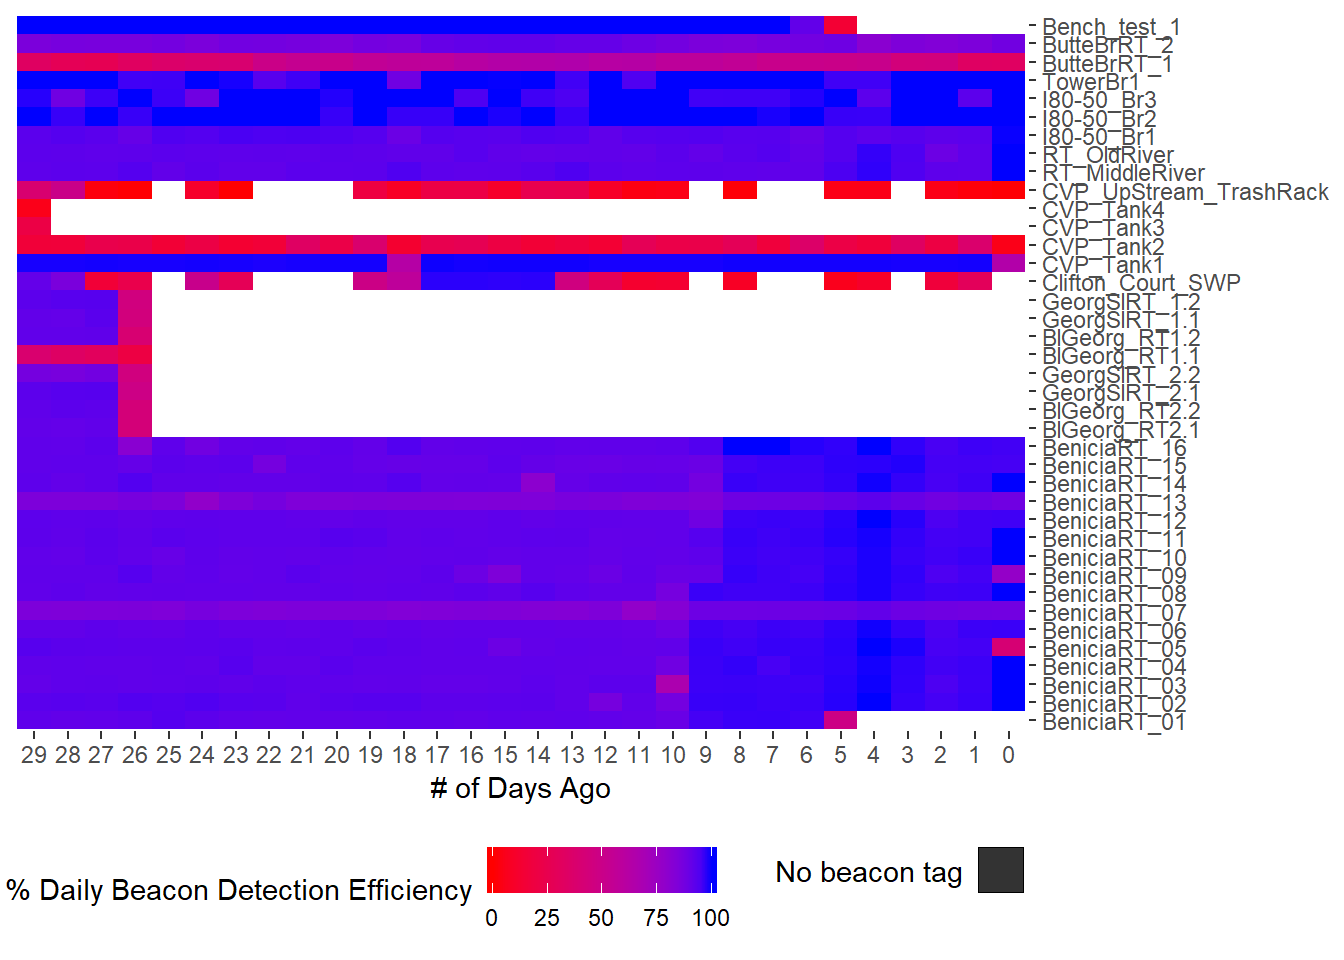 Bench_test_1
ButteBrRT_2
ButteBrRT_1
TowerBr1
I80-50_Br3
I80-50_Br2
I80-50_Br1
RT_OldRiver
RT_MiddleRiver
CVP_UpStream_TrashRack
CVP_Tank4
CVP_Tank3
CVP_Tank2
CVP_Tank1
Clifton_Court_SWP
GeorgSlRT_1.2
GeorgSlRT_1.1
BlGeorg_RT1.2
BlGeorg_RT1.1
GeorgSlRT_2.2
GeorgSlRT_2.1
BlGeorg_RT2.2
BlGeorg_RT2.1
BeniciaRT_16
BeniciaRT_15
BeniciaRT_14
BeniciaRT_13
BeniciaRT_12
BeniciaRT_11
BeniciaRT_10
BeniciaRT_09
BeniciaRT_08
BeniciaRT_07
BeniciaRT_06
BeniciaRT_05
BeniciaRT_04
BeniciaRT_03
BeniciaRT_02
BeniciaRT_01
29 28 27 26 25 24 23 22 21 20 19 18 17 16 15 14 13 12 11 10 9 8 7 6 5 4 3 2 1 0
# of Days Ago
% Daily Beacon Detection Efficiency
0 25 50 75 100
No beacon tag